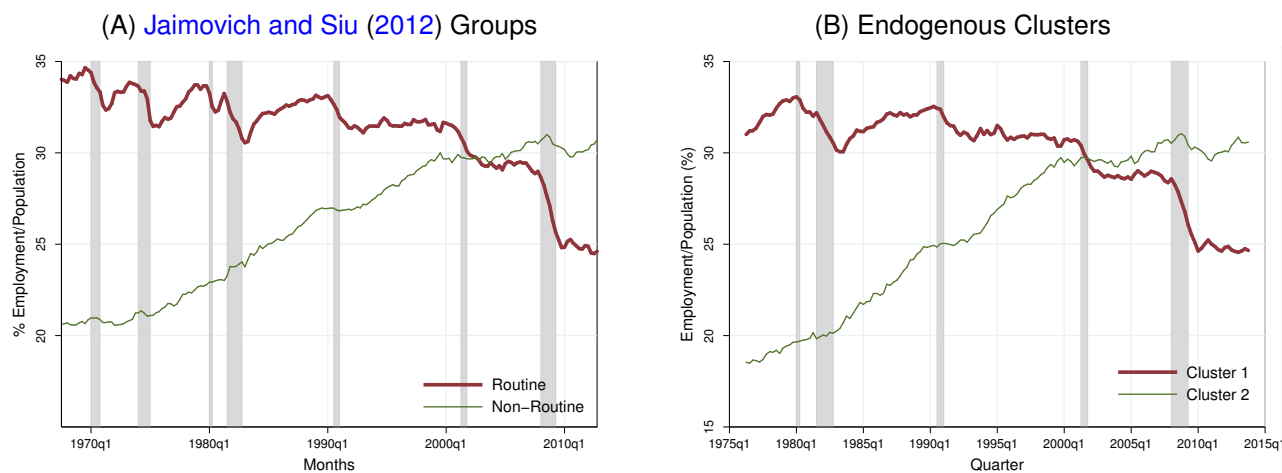 (A) Jaimovich and Siu (2012) Groups
% Employment/Population
35
30
25
20
1970q1 1980q1 1990q1 2000q1 2010q1
Months
Routine
Non−Routine
(B) Endogenous Clusters
Employment/Population (%)
35
30
25
20
15
1975q1 1980q1 1985q1 1990q1 1995q1 2000q1 2005q1 2010q1 2015q1
Quarter
Cluster 1
Cluster 2